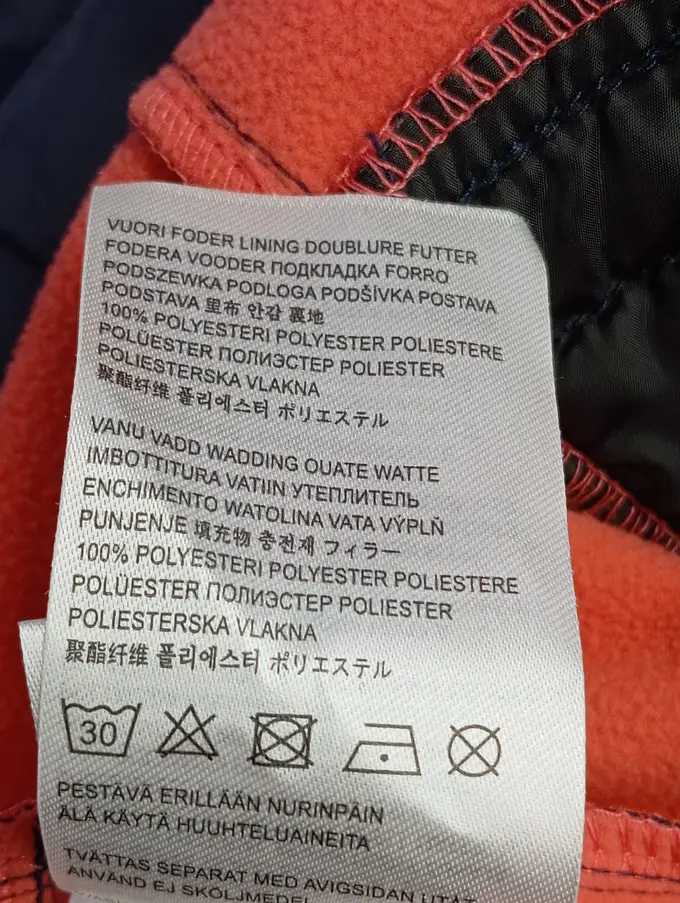 VUORI FODER LINING DOUBLURE FUTTER
FODERA VOODER ПОДКЛАДКА FORRO
PODSZEWKA PODLOGA PODŠÍVKA POSTAVA
PODSTAVA 里布 안감 裏地
100% POLYESTERI POLYESTER POLIESTERE
POLÜESTER ПОЛИЭСТЕР POLIESTER
POLIESTERSKA VLAKNA
聚酯纤维 폴리에스터 ポリエステル
VANU VADD WADDING OUATE WATTE
IMBOTTITURA VATIIN УТЕПЛИТЕЛЬ
ENCHIMENTO WATOLINA VATA VÝPLŇ
PUNJENJE 填充物 충전재 フィラー
100% POLYESTERI POLYESTER POLIESTERE
POLÜESTER ПОЛИЭСТЕР POLIESTER
POLIESTERSKA VLAKNA
聚酯纤维 폴리에스터 ポリエステル
30
PESTÄVÄ ERILLÄÄN NURINPÄIN
ÄLÄ KÄYTÄ HUUHTELUAINEITA
TVÄTTAS SEPARAT MED AVIGSIDAN UTÅT
ANVÄND EJ SKÖLJMEDEL